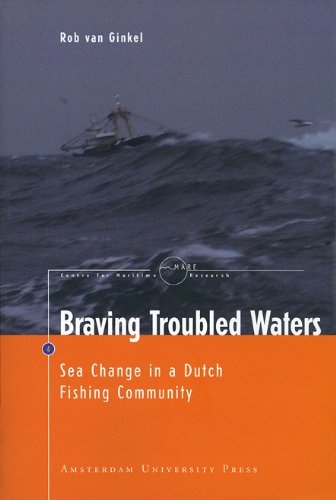 Rob van Ginkel
MARE
Centre for Maritime Research
Braving Troubled Waters
4
Sea Change in a Dutch
Fishing Community
AMSTERDAM UNIVERSITY PRESS